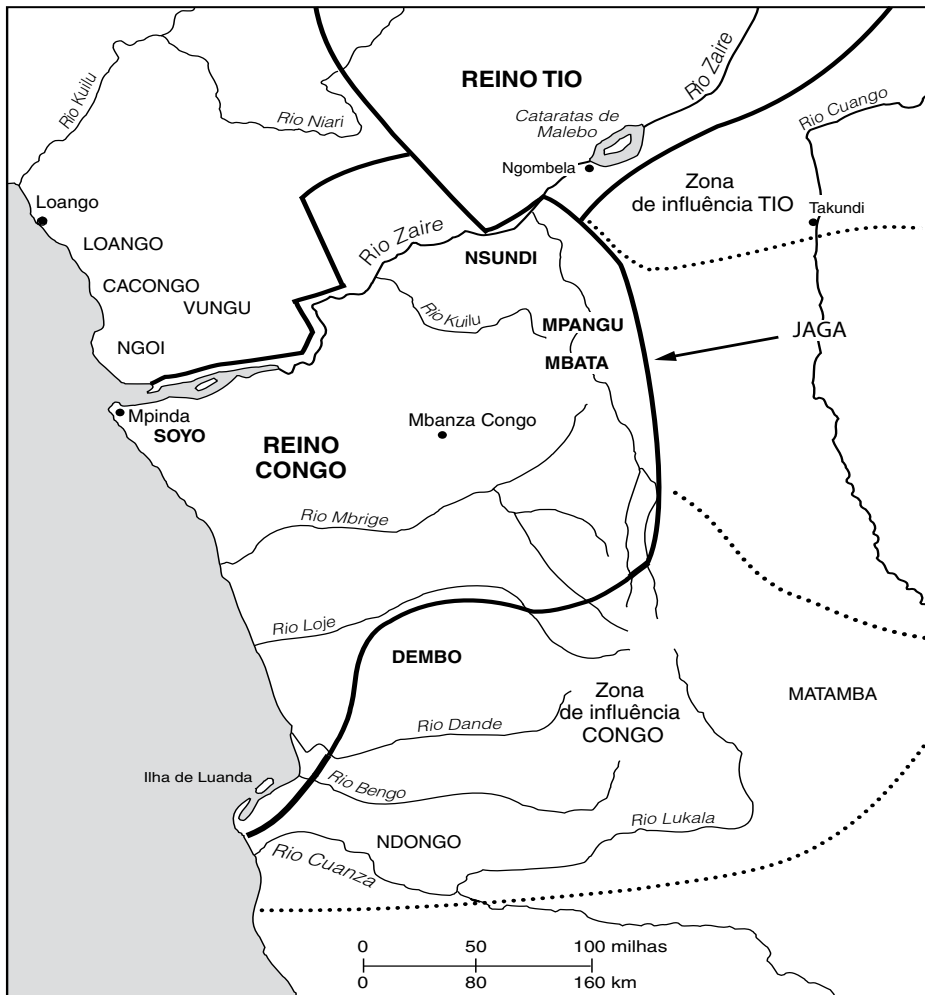 REINO TIO
Rio Zaire
Rio Kuilu
Rio Niari
Cataratas de
Malebo
Rio Cuango
Ngombela
Zona
de influência TIO
Takundi
Loango
LOANGO
Rio Zaire
NSUNDI
CACONGO
VUNGU
Rio Kuilu
MPANGU
JAGA
NGOI
MBATA
Mpinda
SOYO
Mbanza Congo
REINO
CONGO
Rio Mbrige
Rio Loje
DEMBO
Zona
de influência
CONGO
MATAMBA
Rio Dande
Ilha de Luanda
Rio Bengo
NDONGO
Rio Lukala
Rio Cuanza
0 50 100 milhas
0 80 160 km